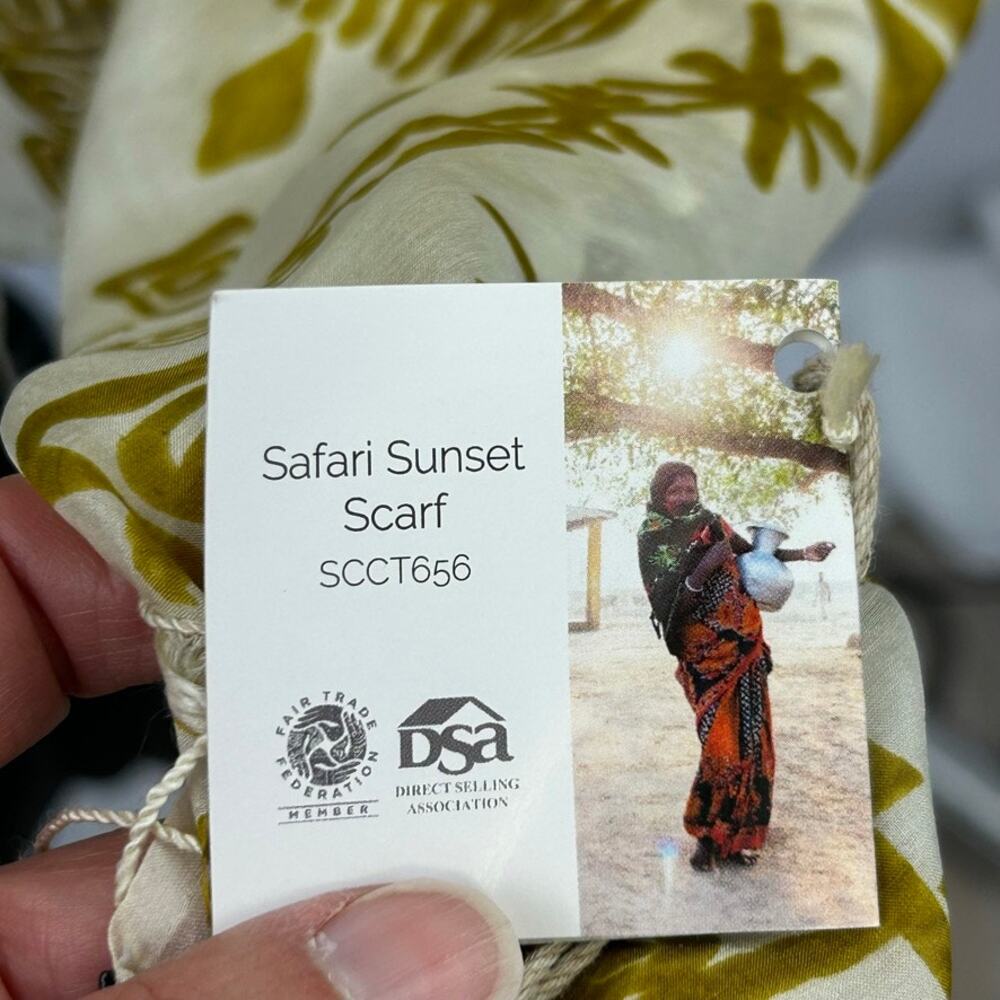 Safari Sunset
Scarf
SCCT656
FAIR TRADE
FEDERATION
MEMBER
DSa
DIRECT SELLING
ASSOCIATION